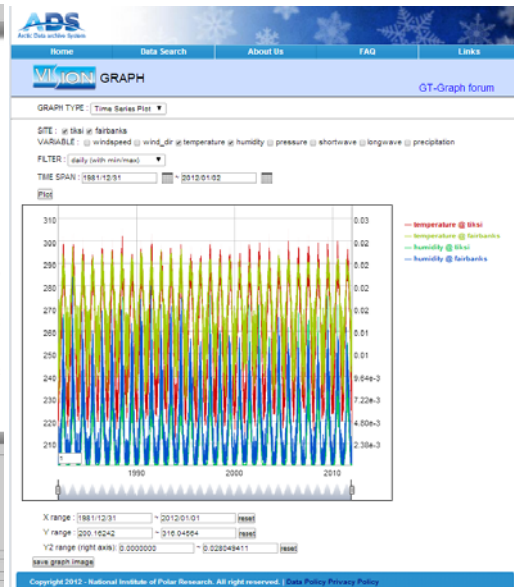 ADS
Arctic Data archive System
Home Data Search About Us FAQ Links
VISION GRAPH
GT-Graph forum
GRAPH TYPE : Time Series Plot
SITE : tiksi fairbanks
VARIABLE : windspeed wind_dir temperature humidity pressure shortwave longwave precipitation
FILTER : daily (with min/max)
TIME SPAN : 1981/12/31 ~ 2012/01/02
Plot
310 0.03
300 0.02
290 0.02
280 0.02
270 0.02
260 0.01
250 0.01
240 9.64e-3
230 7.22e-3
220 4.80e-3
210 2.38e-3
1
1990 2000 2010
temperature @ tiksi
temperature @ fairbanks
humidity @ tiksi
humidity @ fairbanks
X range : 1981/12/31 ~ 2012/01/01 reset
Y range : 200.16242 ~ 316.04564 reset
Y2 range (right axis): 0.0000000 ~ 0.028049411 reset
save graph image
Copyright 2012 - National Institute of Polar Research. All right reserved. | Data Policy Privacy Policy